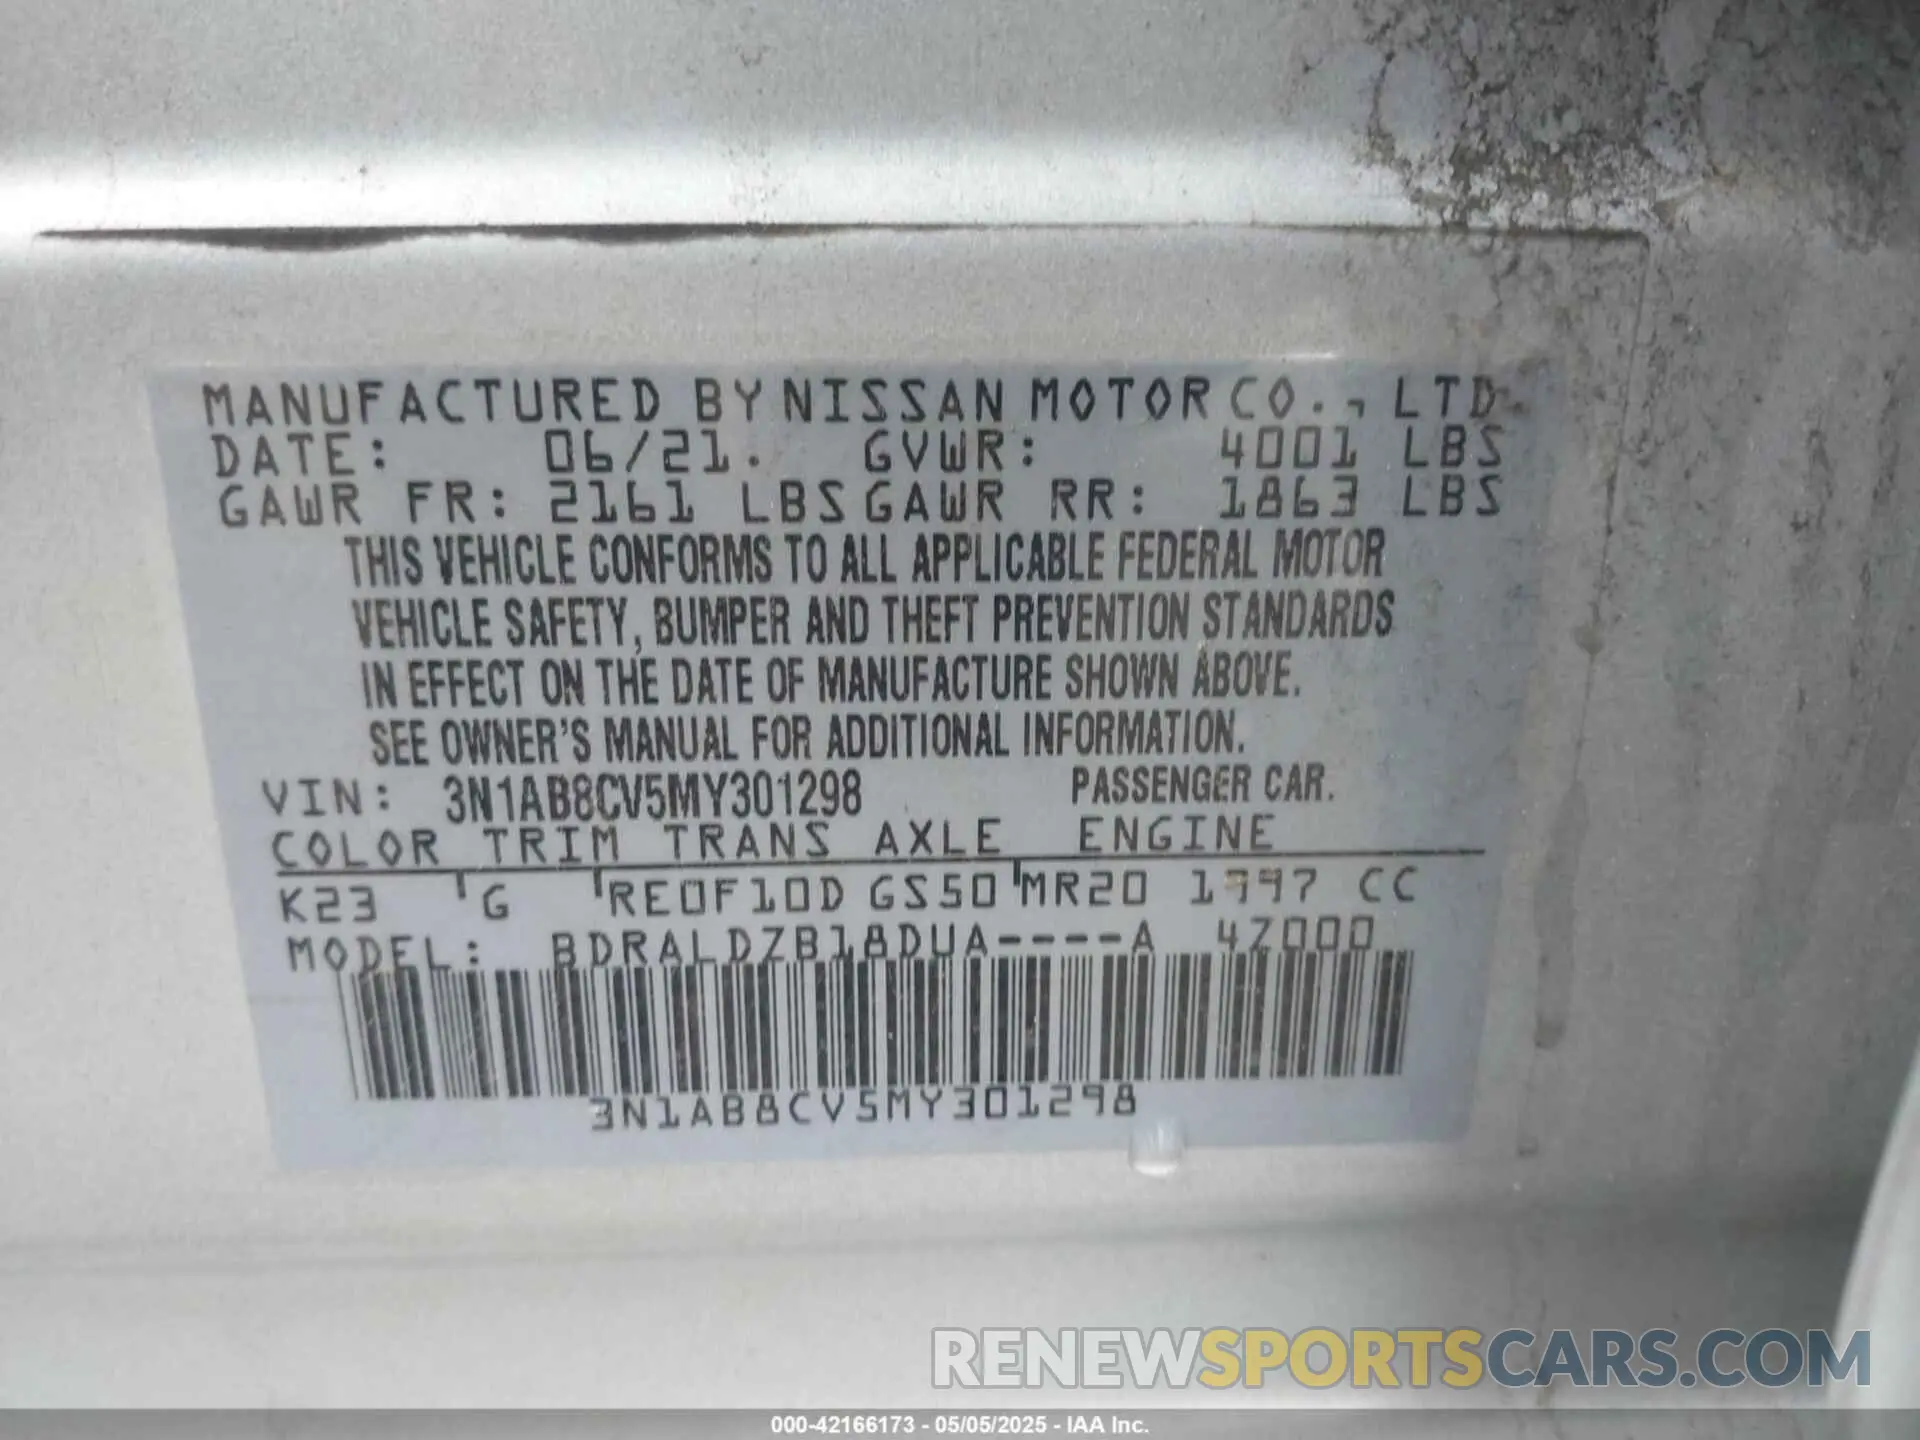 MANUFACTURED BY NISSAN MOTOR CO., LTD.
DATE: 06/21. GVWR: 4001 LBS
GAWR FR: 2161 LBS GAWR RR: 1863 LBS
THIS VEHICLE CONFORMS TO ALL APPLICABLE FEDERAL MOTOR
VEHICLE SAFETY, BUMPER AND THEFT PREVENTION STANDARDS
IN EFFECT ON THE DATE OF MANUFACTURE SHOWN ABOVE.
SEE OWNER'S MANUAL FOR ADDITIONAL INFORMATION.
VIN: 3N1AB8CV5MY301298 PASSENGER CAR.
COLOR TRIM TRANS AXLE ENGINE
K23 G RE0F10D GS50 MR20 1997 CC
MODEL: BDRALDZB18DUA----A 4Z000
3N1AB8CV5MY301298
RENEWSPORTSCARS.COM
000-42166173 - 05/05/2025 - IAA Inc.